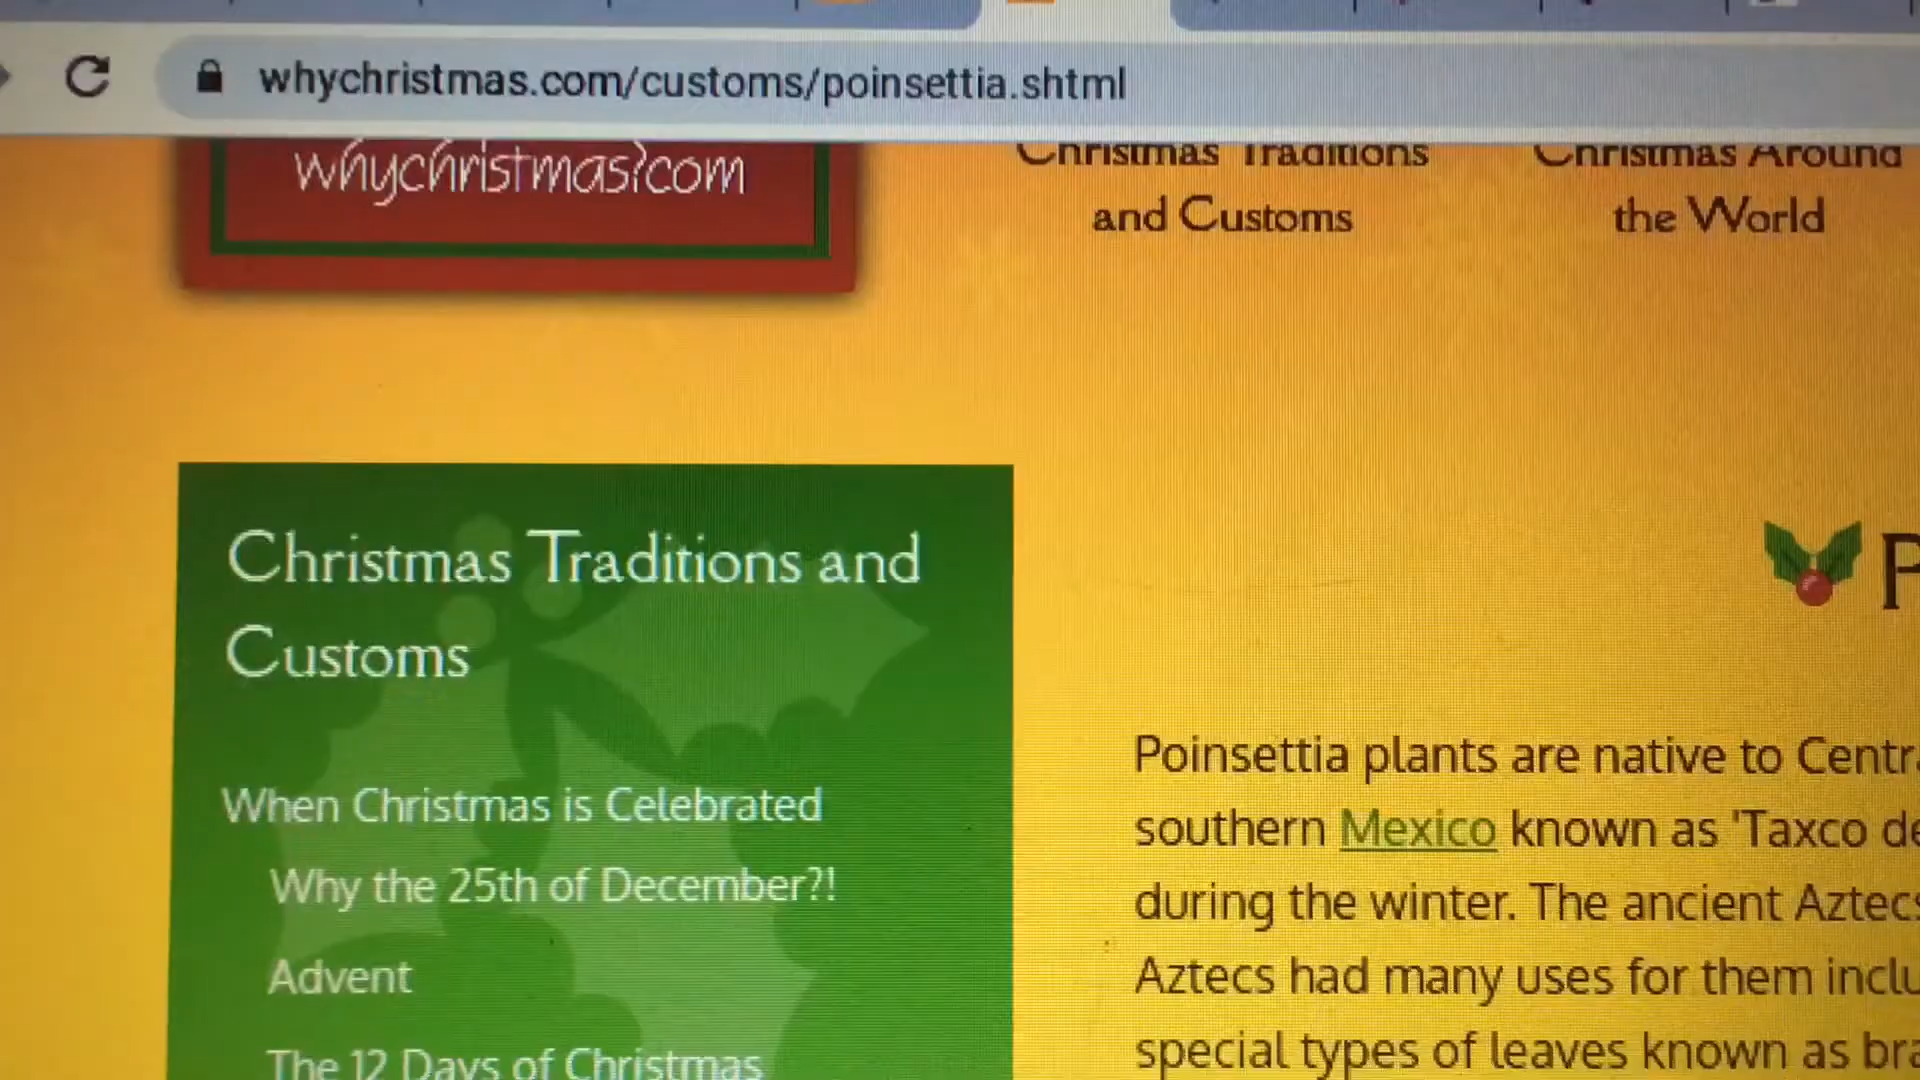 whychristmas.com/customs/poinsettia.shtml
whychristmas?com
Christmas Traditions
and Customs
Christmas Around
the World
Christmas Traditions and
Customs
When Christmas is Celebrated
Why the 25th of December?!
Advent
The 12 Days of Christmas
P
Poinsettia plants are native to Centr
southern Mexico known as 'Taxco de
during the winter. The ancient Aztecs
Aztecs had many uses for them inclu
special types of leaves known as bra